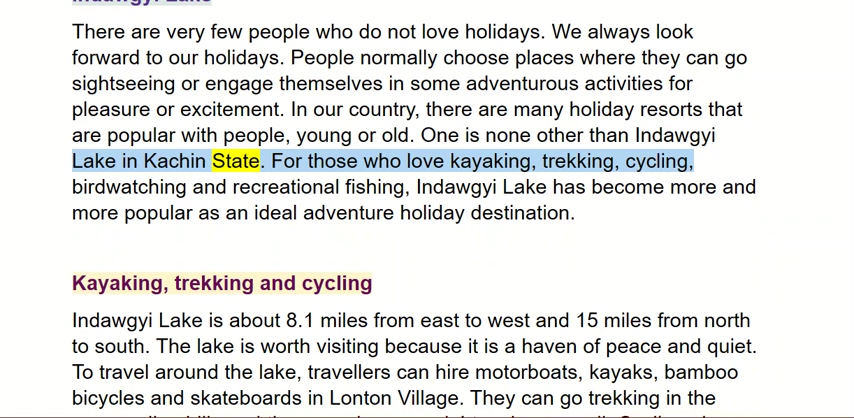 Indawgyi Lake
There are very few people who do not love holidays. We always look
forward to our holidays. People normally choose places where they can go
sightseeing or engage themselves in some adventurous activities for
pleasure or excitement. In our country, there are many holiday resorts that
are popular with people, young or old. One is none other than Indawgyi
Lake in Kachin State. For those who love kayaking, trekking, cycling,
birdwatching and recreational fishing, Indawgyi Lake has become more and
more popular as an ideal adventure holiday destination.
Kayaking, trekking and cycling
Indawgyi Lake is about 8.1 miles from east to west and 15 miles from north
to south. The lake is worth visiting because it is a haven of peace and quiet.
To travel around the lake, travellers can hire motorboats, kayaks, bamboo
bicycles and skateboards in Lonton Village. They can go trekking in the